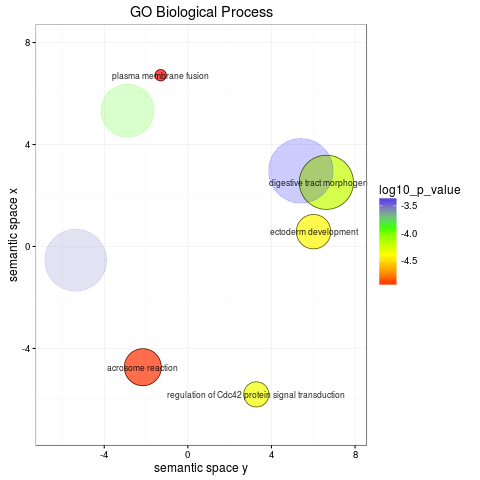 GO Biological Process
8
4
0
-4
semantic space x
plasma membrane fusion
digestive tract morphogen
ectoderm development
acrosome reaction
regulation of Cdc42 protein signal transduction
-4
0
4
8
semantic space y
log10_p_value
-3.5
-4.0
-4.5